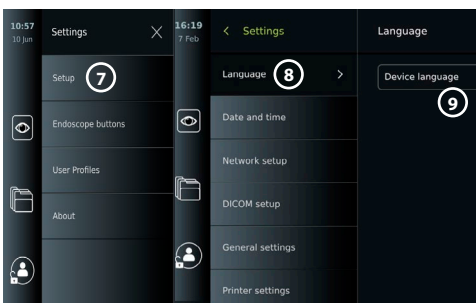 10:57
10 Jun
Settings
Setup
7
Endoscope buttons
User Profiles
About
16:19
7 Feb
Settings
Language
8
Date and time
Network setup
DICOM setup
General settings
Printer settings
Language
Device language
9